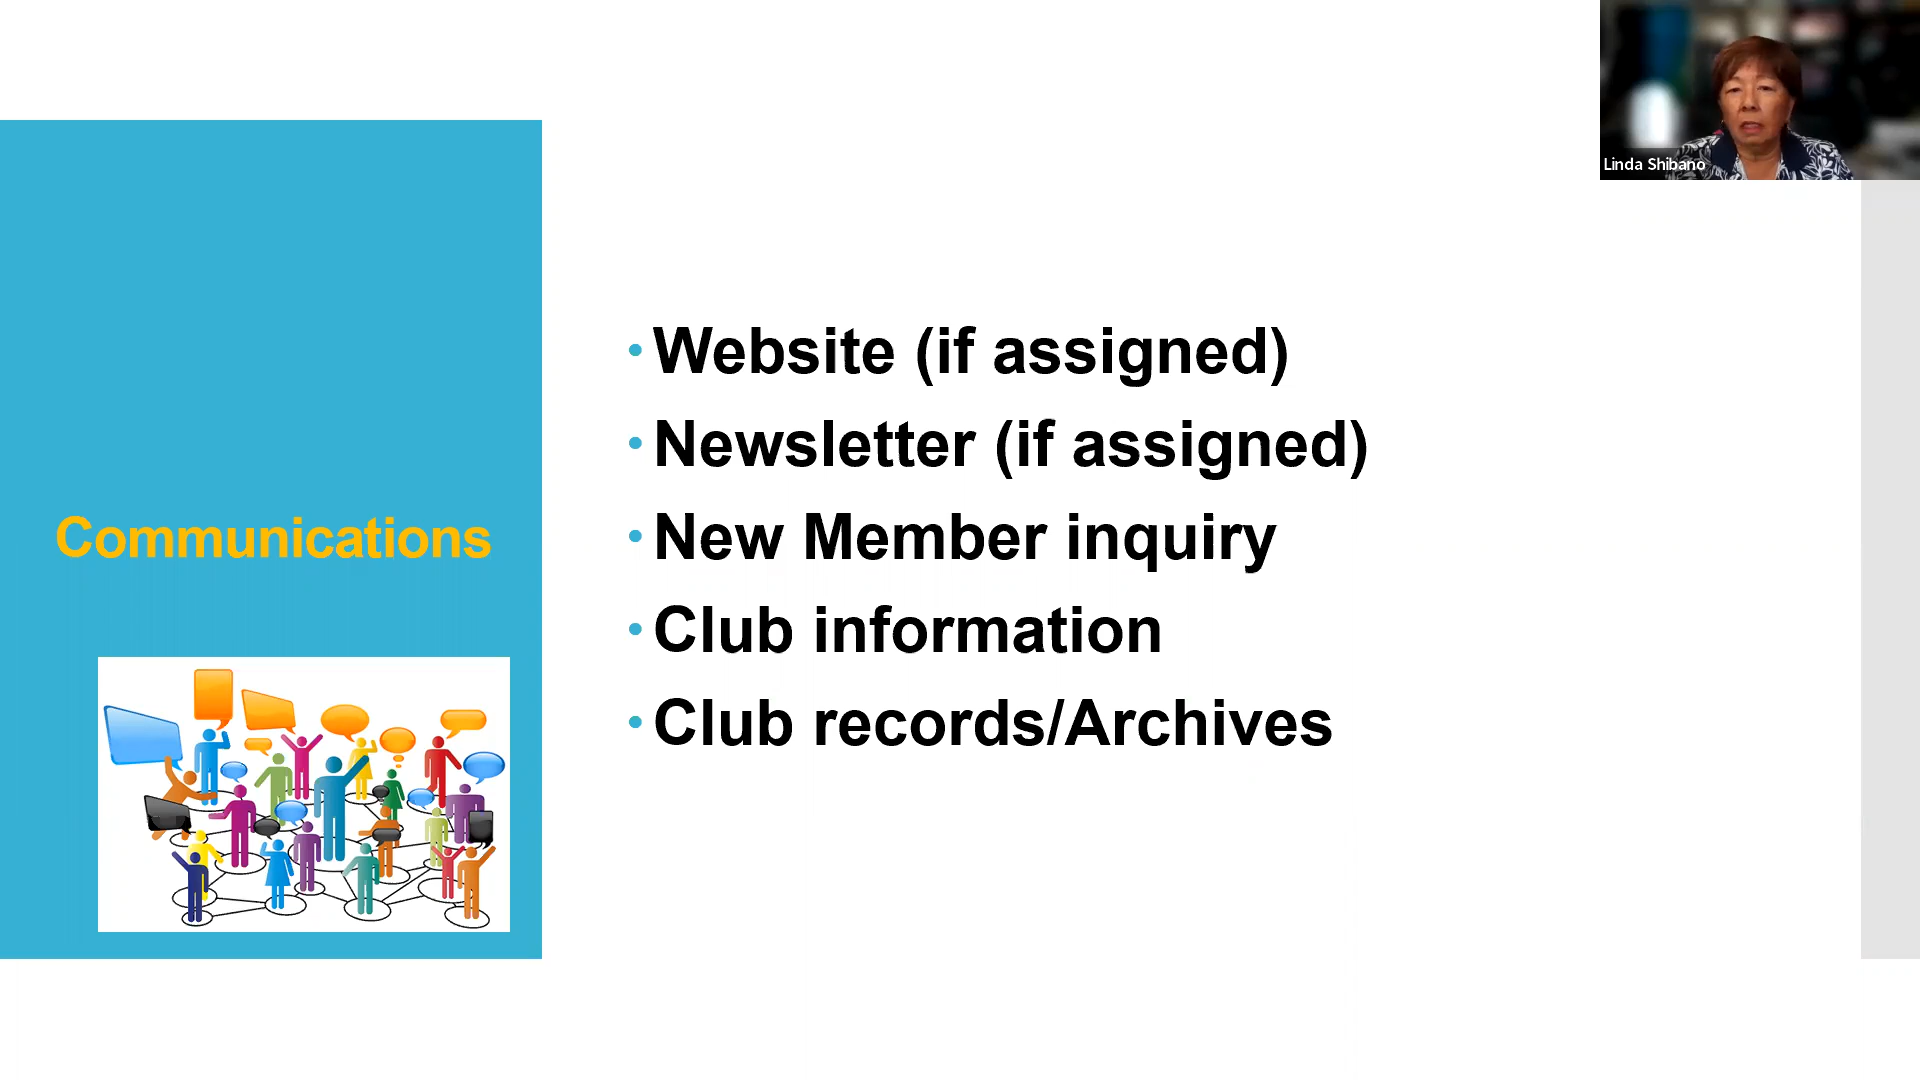 Linda Shibano
Communications
Website (if assigned)
Newsletter (if assigned)
New Member inquiry
Club information
Club records/Archives